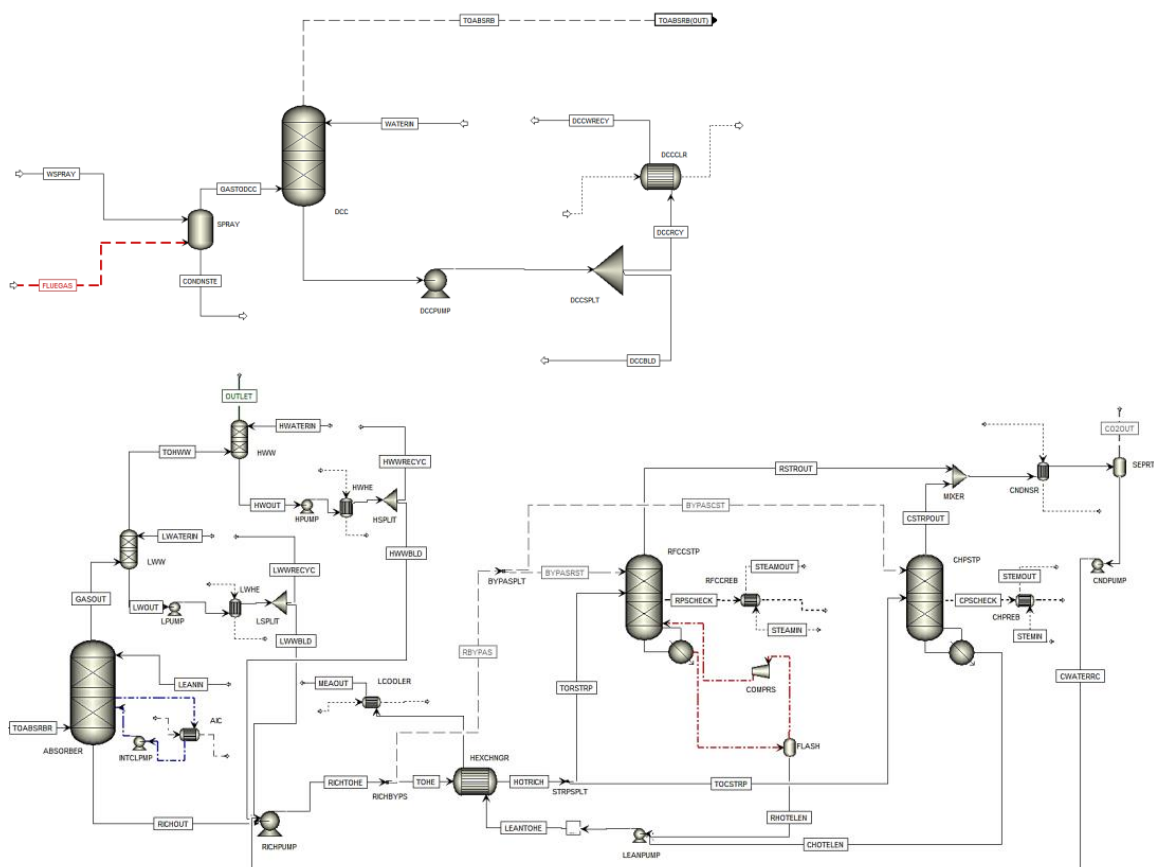 TOABSRB
TOABSRB(OUT)
WATERIN
DCCWRECY
DCCCLR
WSPRAY
GASTODCC
SPRAY
DCC
DCCRCY
FLUEGAS
CONDNSTE
DCCPUMP
DCCSPLT
DCCBLD
OUTLET
HWATERIN
HWWRECYC
TOHWW
HWW
HWHE
HWOUT
HPUMP
HSPLIT
HWWBLD
LWATERIN
LWW
LWWRECYC
GASOUT
LWHE
LWOUT
LPUMP
LSPLIT
LWWBLD
LEANIN
TOABSRBR
ABSORBER
AIC
INTCLPMP
RICHOUT
RICHPUMP
RICHTOHE
RICHBYPS
MEAOUT
LCOOLER
TOHE
HEXCHNGR
HOTRICH
STRPSPLT
LEANTOHE
LEANPUMP
RBYPAS
BYPASPLT
BYPASRST
BYPASCST
TORSTRP
TOCSTRP
RSTROUT
RFCCSTP
RPSCHECK
RFCCREB
STEAMOUT
STEAMIN
COMPRS
FLASH
RHOTELEN
CHOTELEN
MIXER
CSTRPOUT
CNDNSR
CO2OUT
SEPRT
CHPSTP
CPSCHECK
CHPREB
STEMOUT
STEMIN
CNDPUMP
CWATERRC